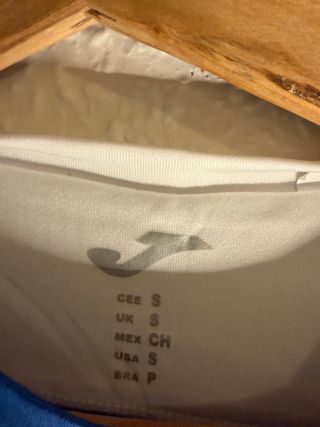 CEE S
UK S
MEX CH
USA S
BRA P